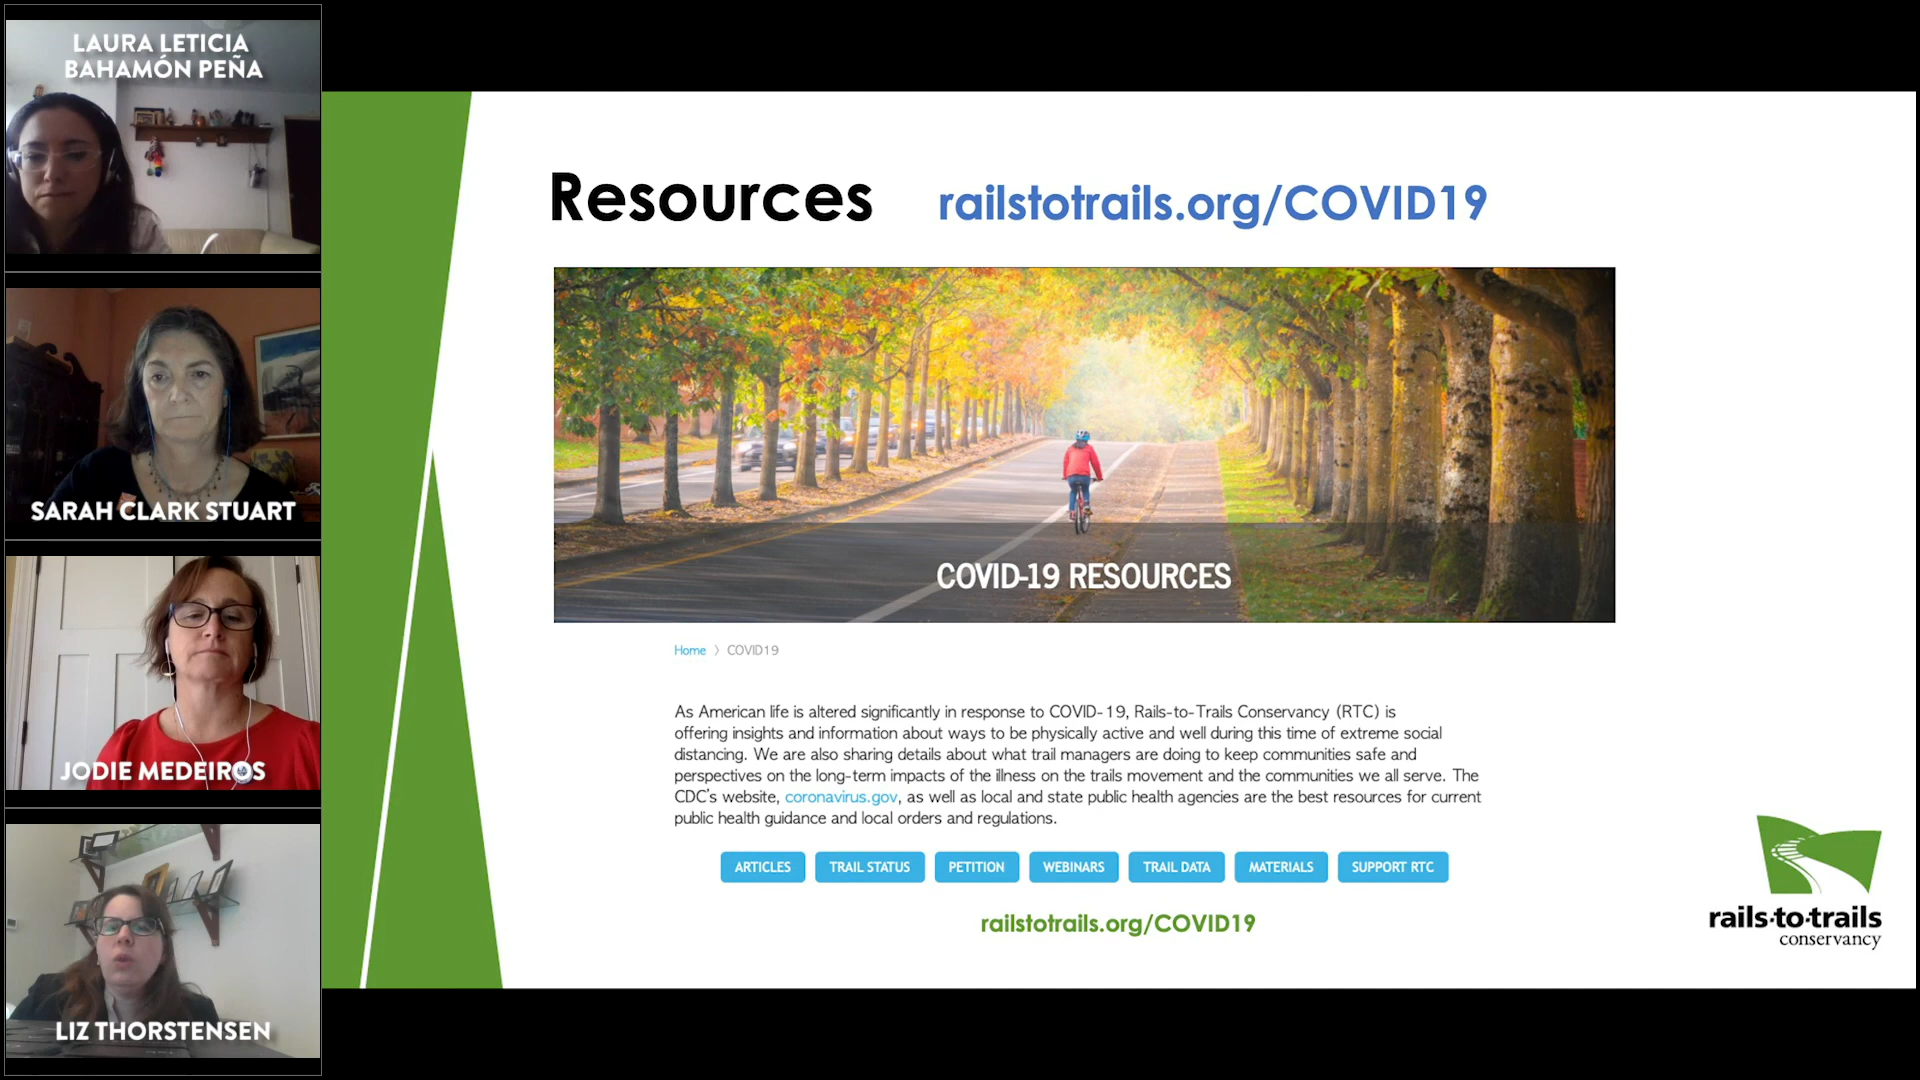 LAURA LETICIA
BAHAMÓN PEÑA
SARAH CLARK STUART
JODIE MEDEIROS
LIZ THORSTENSEN
Resources railstotrails.org/COVID19
COVID-19 RESOURCES
Home 〉 COVID19
As American life is altered significantly in response to COVID-19, Rails-to-Trails Conservancy (RTC) is
offering insights and information about ways to be physically active and well during this time of extreme social
distancing. We are also sharing details about what trail managers are doing to keep communities safe and
perspectives on the long-term impacts of the illness on the trails movement and the communities we all serve. The
CDC's website, coronavirus.gov, as well as local and state public health agencies are the best resources for current
public health guidance and local orders and regulations.
ARTICLES TRAIL STATUS PETITION WEBINARS TRAIL DATA MATERIALS SUPPORT RTC
railstotrails.org/COVID19
rails·to·trails
conservancy